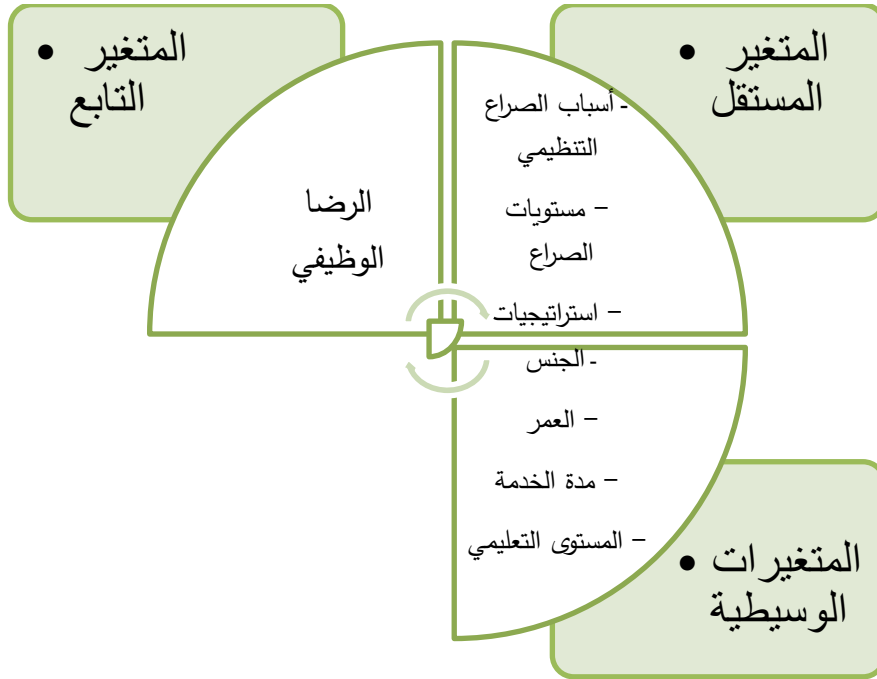 • المتغير
المستقل
- أسباب الصراع
التنظيمي
– مستويات
الصراع
– استراتيجيات
• المتغير
التابع
الرضا
الوظيفي
- الجنس
– العمر
– مدة الخدمة
– المستوى التعليمي
• المتغيرات
الوسيطية